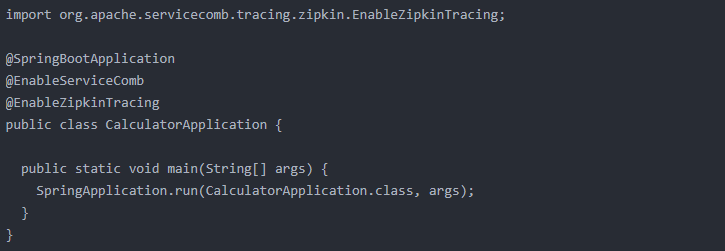 import org.apache.servicecomb.tracing.zipkin.EnableZipkinTracing;

@SpringBootApplication
@EnableServiceComb
@EnableZipkinTracing
public class CalculatorApplication {

  public static void main(String[] args) {
    SpringApplication.run(CalculatorApplication.class, args);
  }
}